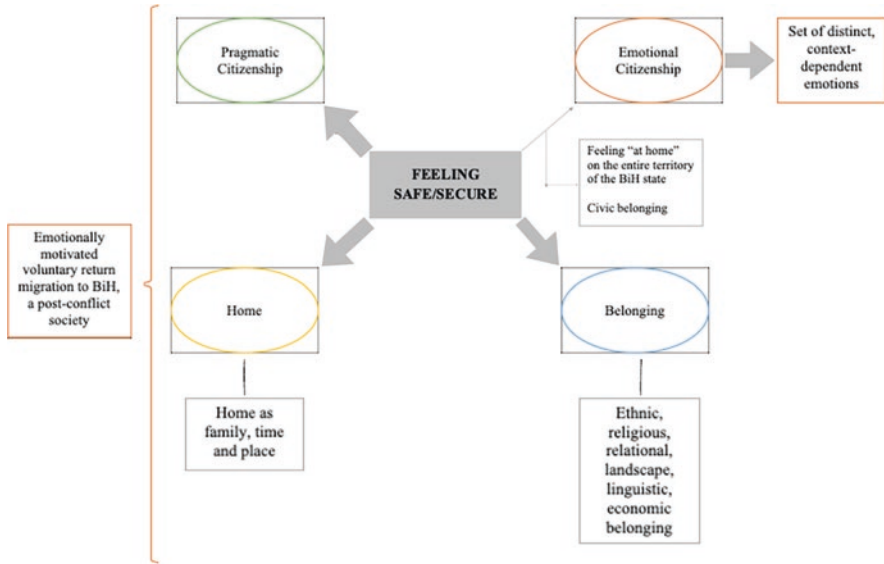 Pragmatic
Citizenship
Emotional
Citizenship
Set of distinct,
context-
dependent
emotions
FEELING
SAFE/SECURE
Feeling “at home”
on the entire territory
of the BiH state
Civic belonging
Emotionally
motivated
voluntary return
migration to BiH,
a post-conflict
society
Home
Belonging
Home as
family, time
and place
Ethnic,
religious,
relational,
landscape,
linguistic,
economic
belonging